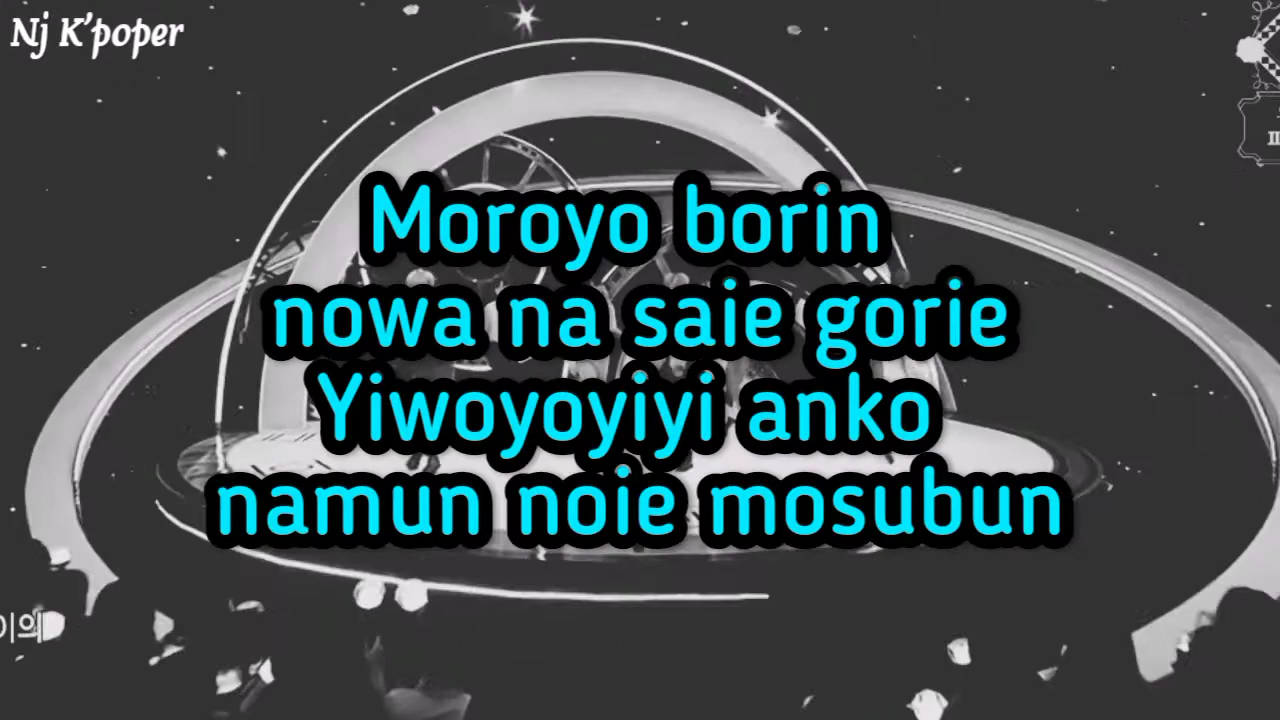 Nj K'poper
Moroyo borin
nowa na saie gorie
Yiwoyoyiyi anko
namun noie mosubun